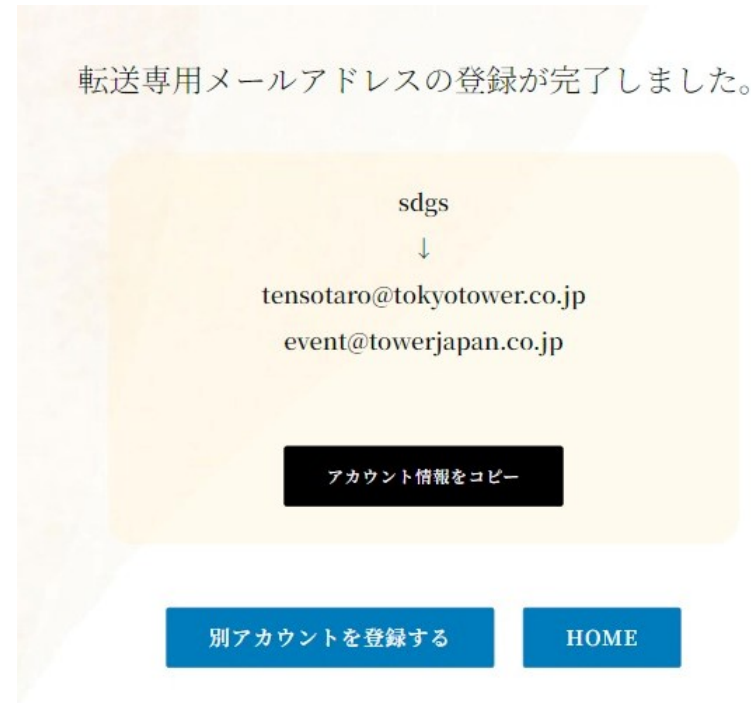 転送専用メールアドレスの登録が完了しました。
sdgs
↓
tensotaro@tokyotower.co.jp
event@towerjapan.co.jp
アカウント情報をコピー
別アカウントを登録する
HOME